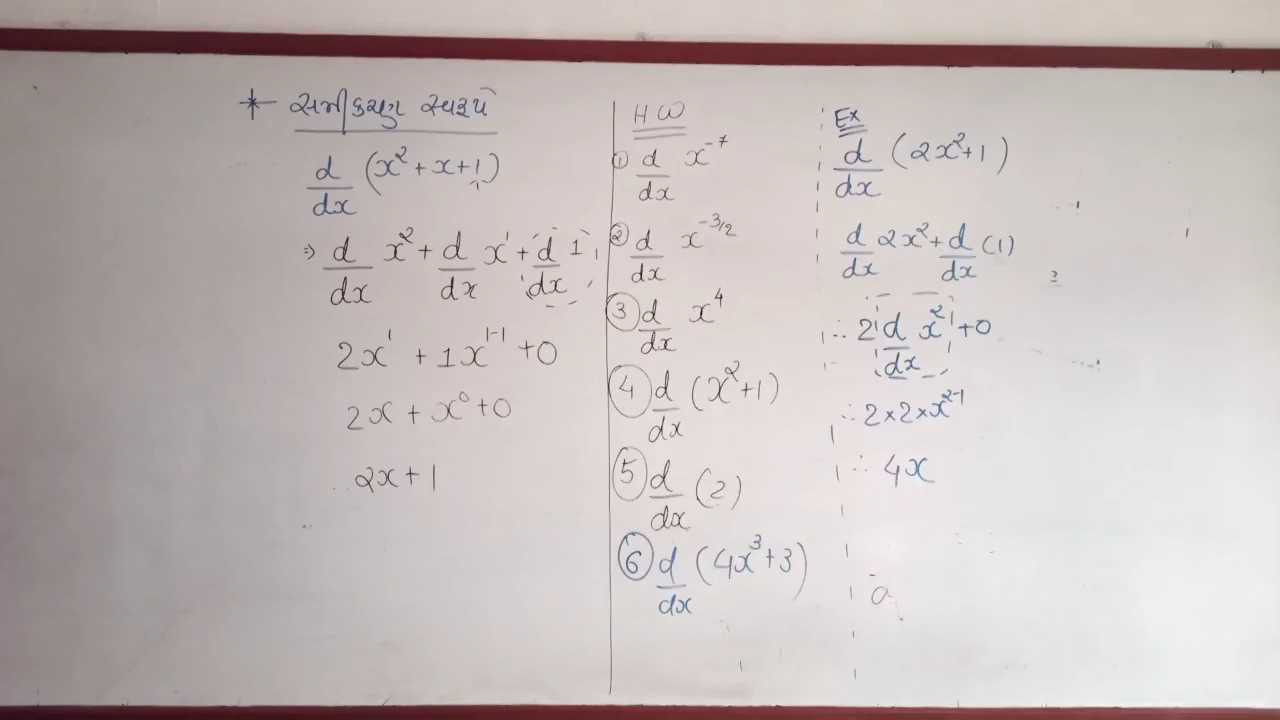 * સમીકરણ સ્વરૂપે
d/dx (x² + x + 1)
⇒ d/dx x² + d/dx x¹ + d/dx 1
2x¹ + 1x¹⁻¹ + 0
2x + x⁰ + 0
2x + 1
HW
① d/dx x⁻⁷
② d/dx x^(-3/2)
③ d/dx x⁴
④ d/dx (x² + 1)
⑤ d/dx (2)
⑥ d/dx (4x³ + 3)
Ex
d/dx (2x² + 1)
d/dx 2x² + d/dx (1)
∴ 2 d/dx x² + 0
∴ 2 × 2 × x²⁻¹
∴ 4x